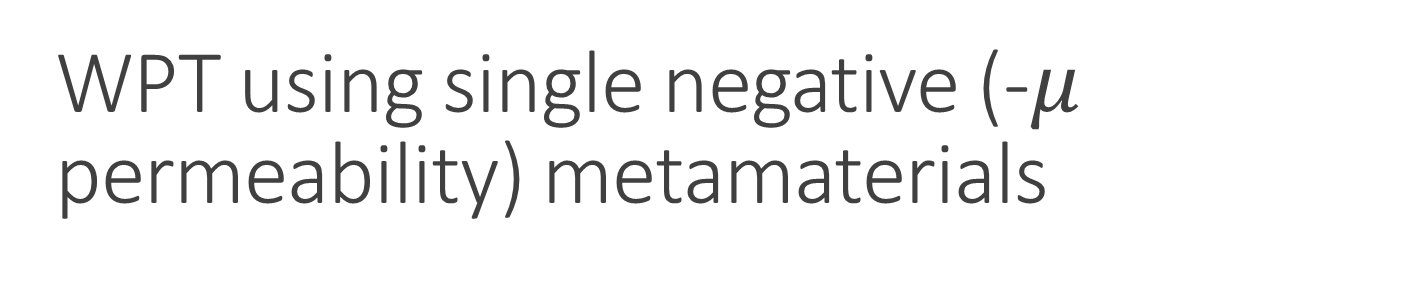 WPT using single negative (-𝝁
permeability) metamaterials